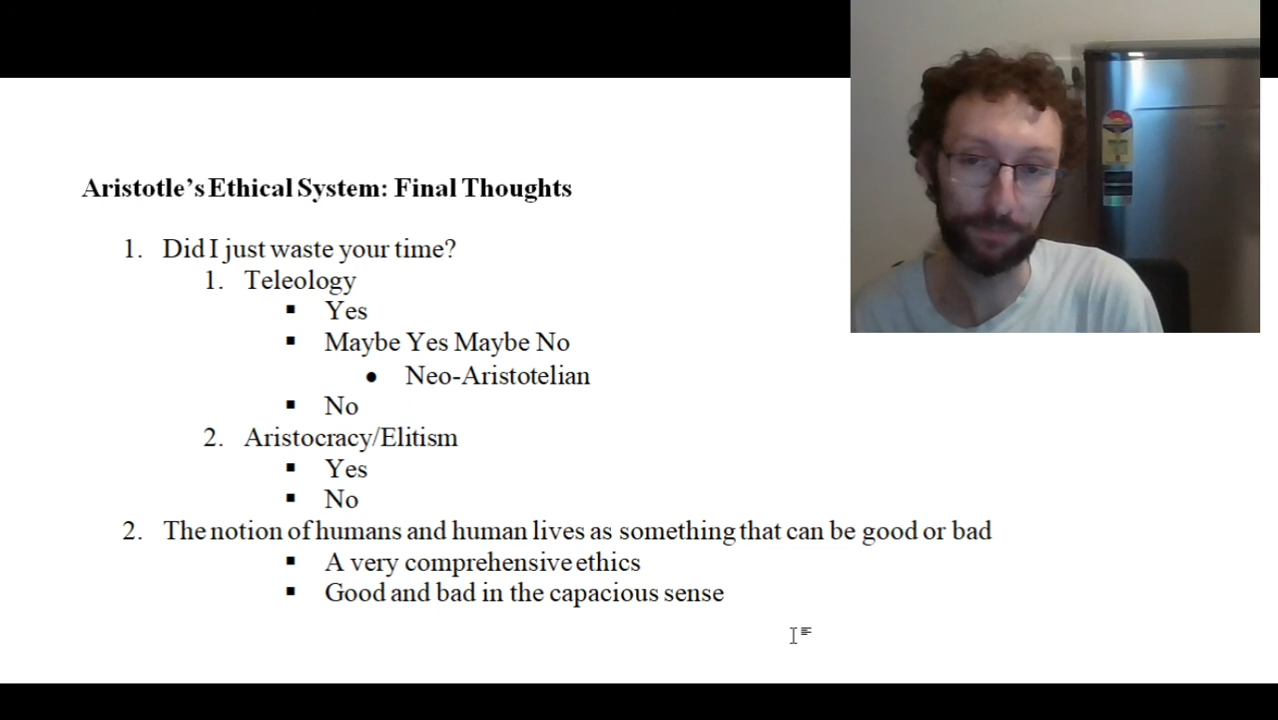 Aristotle's Ethical System: Final Thoughts
1. Did I just waste your time?
1. Teleology
▪ Yes
▪ Maybe Yes Maybe No
• Neo-Aristotelian
▪ No
2. Aristocracy/Elitism
▪ Yes
▪ No
2. The notion of humans and human lives as something that can be good or bad
▪ A very comprehensive ethics
▪ Good and bad in the capacious sense